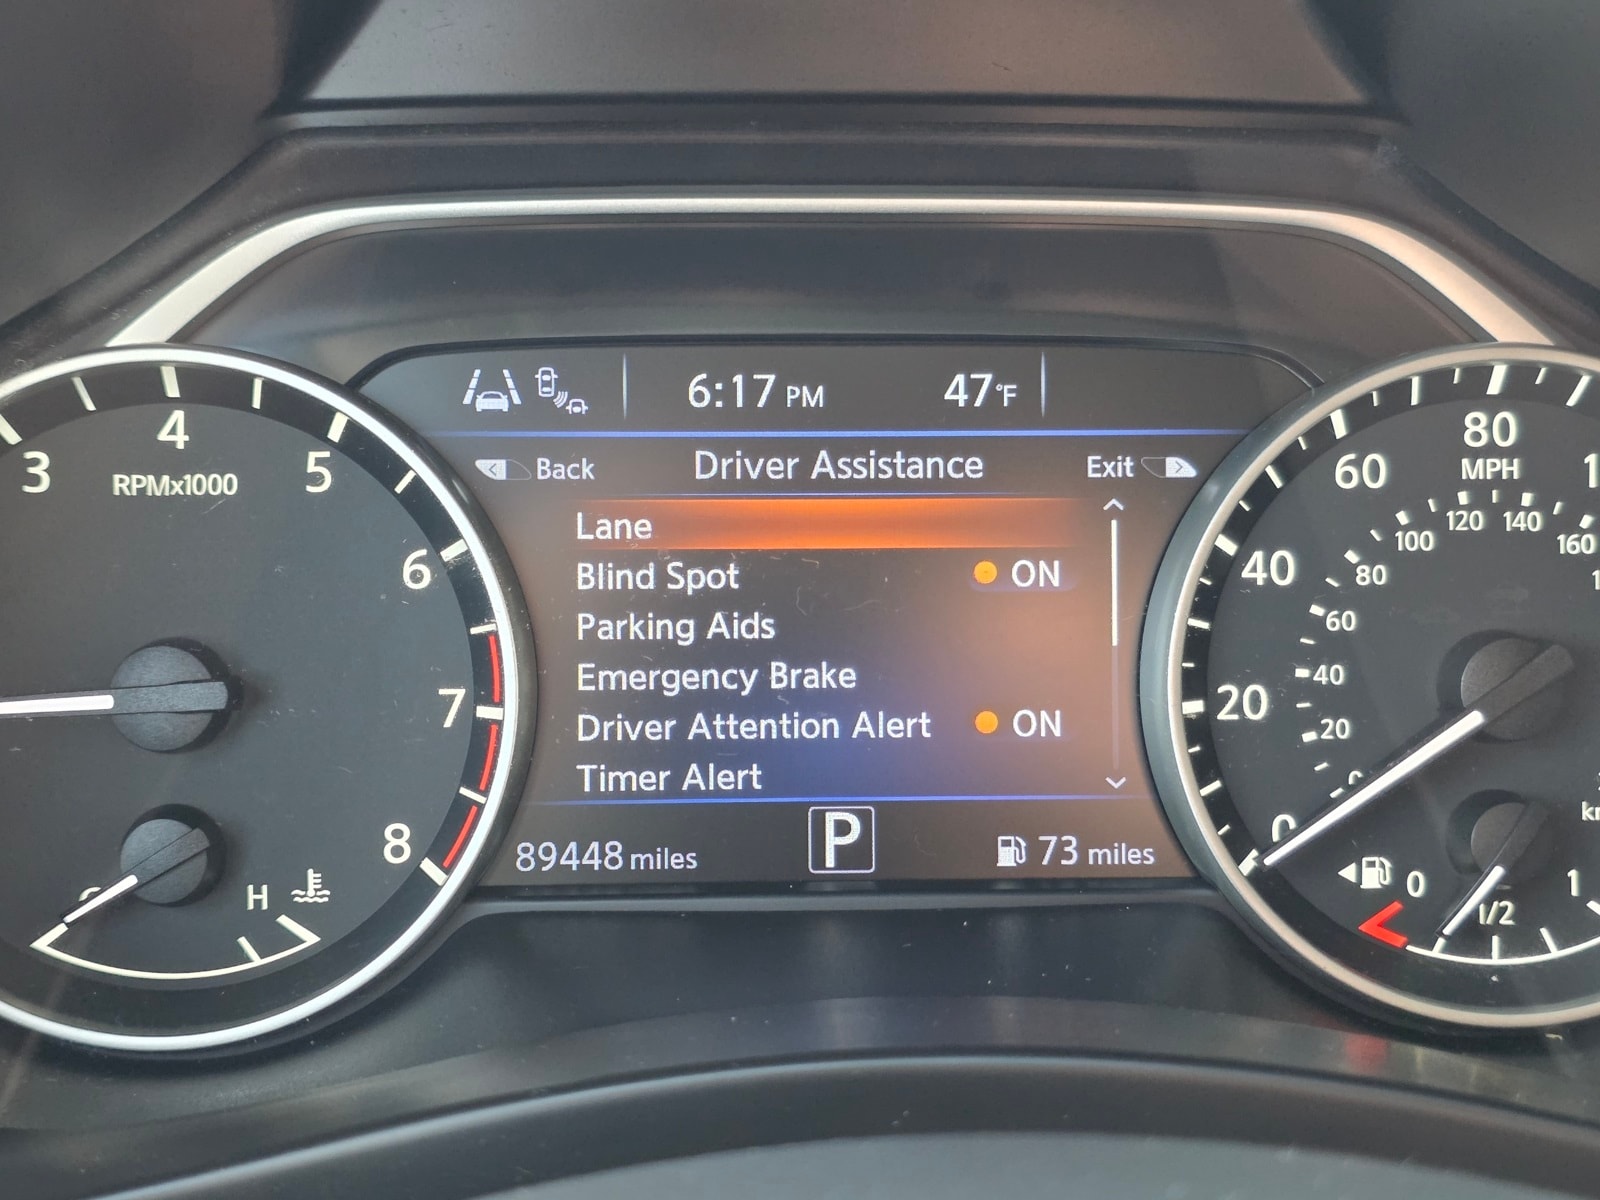 6:17 PM 47°F
Back Driver Assistance Exit
Lane
Blind Spot ON
Parking Aids
Emergency Brake
Driver Attention Alert ON
Timer Alert
89448 miles P 73 miles
3 4 5 6 7 8
RPMx1000
H
0 20 40 60 80
MPH
0 20 40 60 80 100 120 140 160
0 1/2 1